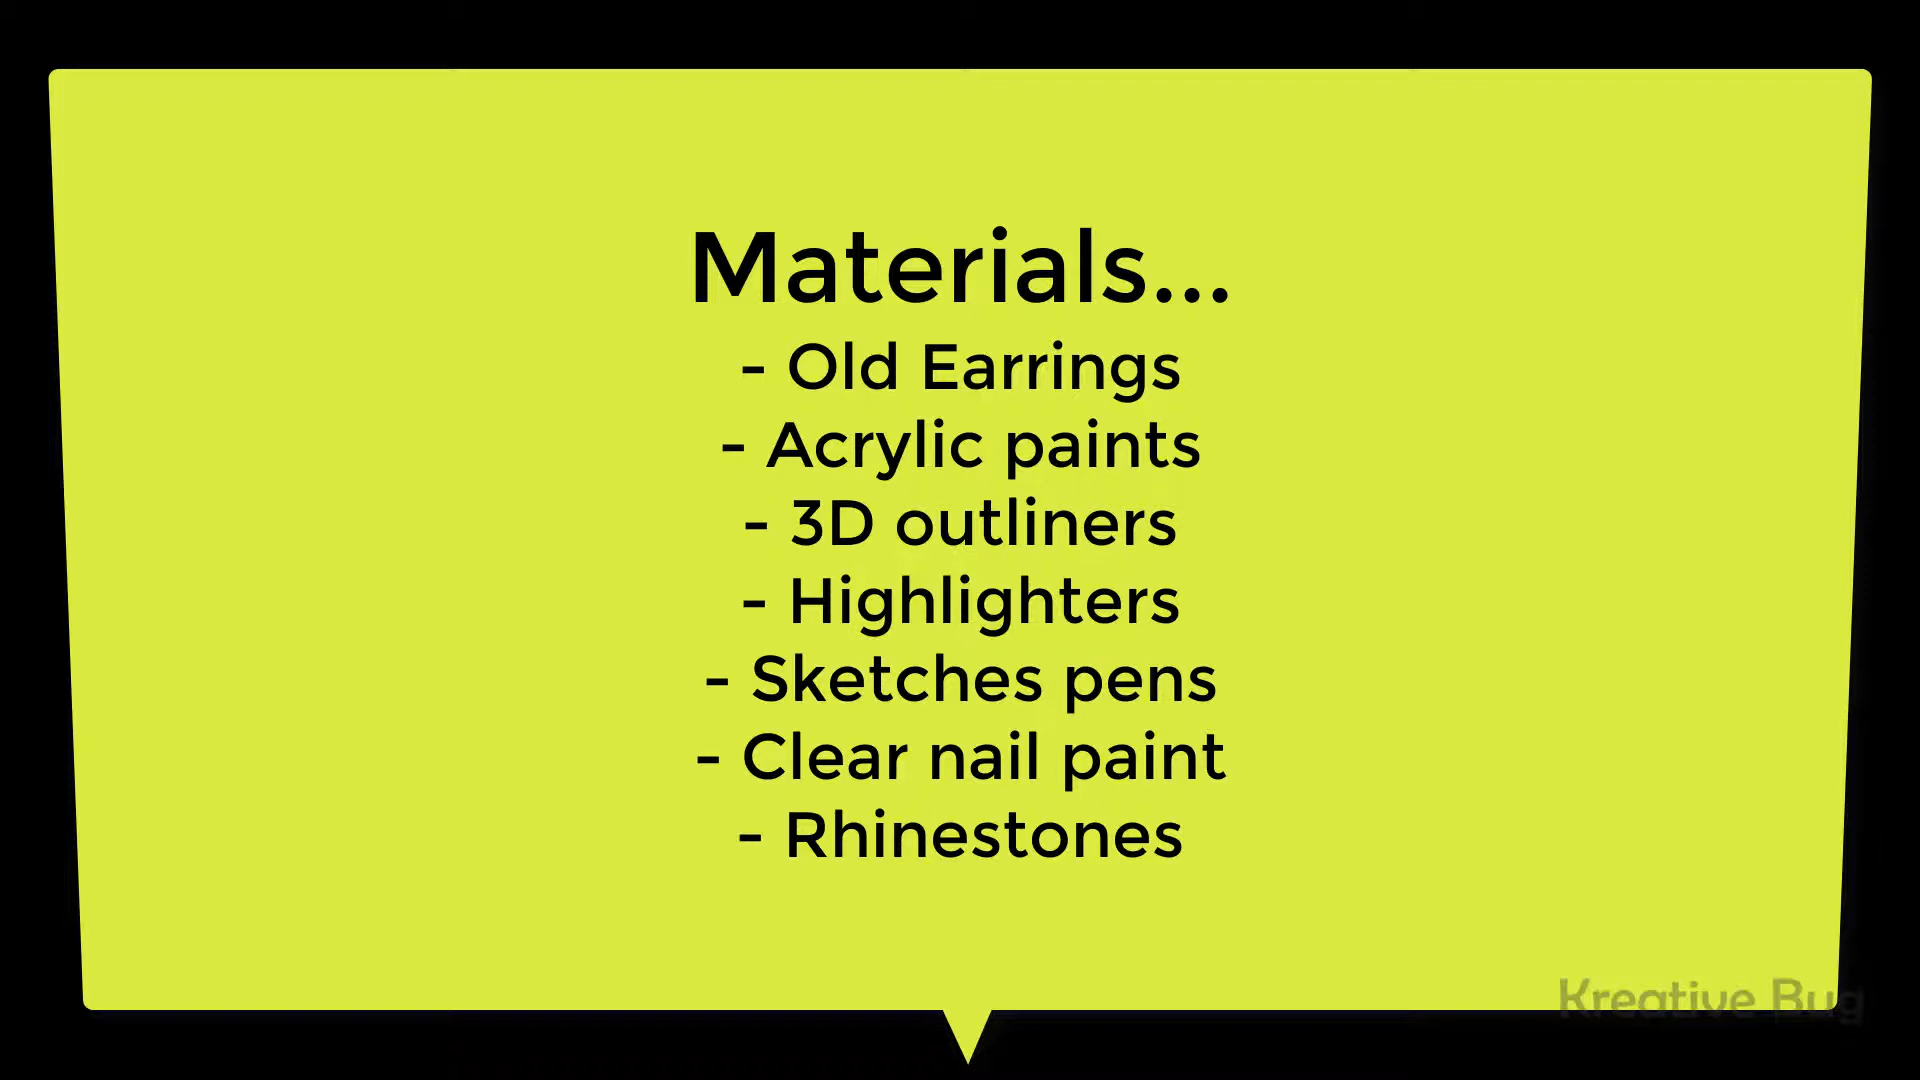 Materials...
- Old Earrings
- Acrylic paints
- 3D outliners
- Highlighters
- Sketches pens
- Clear nail paint
- Rhinestones
Kreative Bug